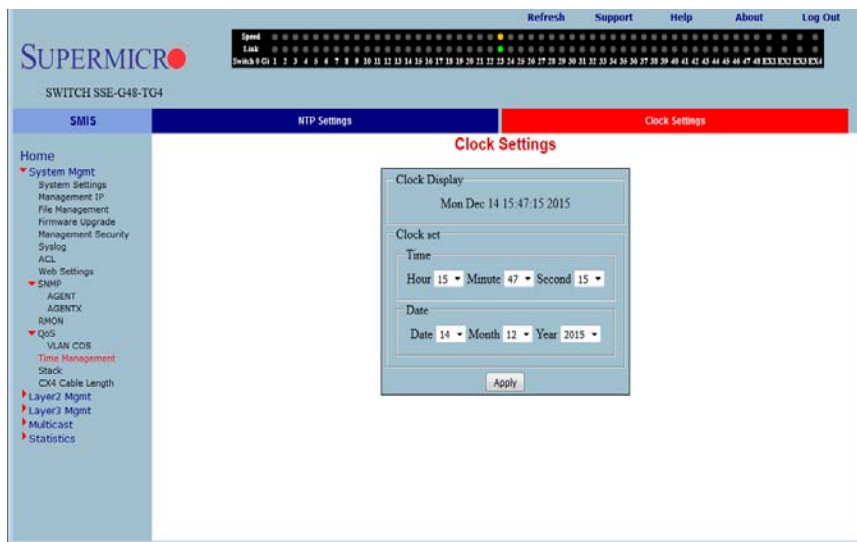 Refresh Support Help About Log Out
SUPERMICRO
Speed
Link
Switch 0 Gi 1 2 3 4 5 6 7 8 9 10 11 12 13 14 15 16 17 18 19 20 21 22 23 24 25 26 27 28 29 30 31 32 33 34 35 36 37 38 39 40 41 42 43 44 45 46 47 48 EX1 EX2 EX3 EX4
SWITCH SSE-G48-TG4
SMIS NTP Settings Clock Settings
Home
System Mgmt
System Settings
Management IP
File Management
Firmware Upgrade
Management Security
Syslog
ACL
Web Settings
SNMP
AGENT
AGENTX
RMON
QoS
VLAN COS
Time Management
Stack
CX4 Cable Length
Layer2 Mgmt
Layer3 Mgmt
Multicast
Statistics
Clock Settings
Clock Display
Mon Dec 14 15:47:15 2015
Clock set
Time
Hour 15 Minute 47 Second 15
Date
Date 14 Month 12 Year 2015
Apply